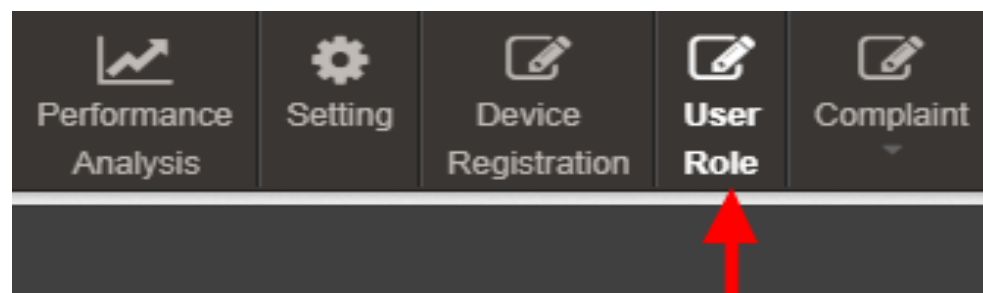 Performance
Analysis
Setting
Device
Registration
User
Role
Complaint